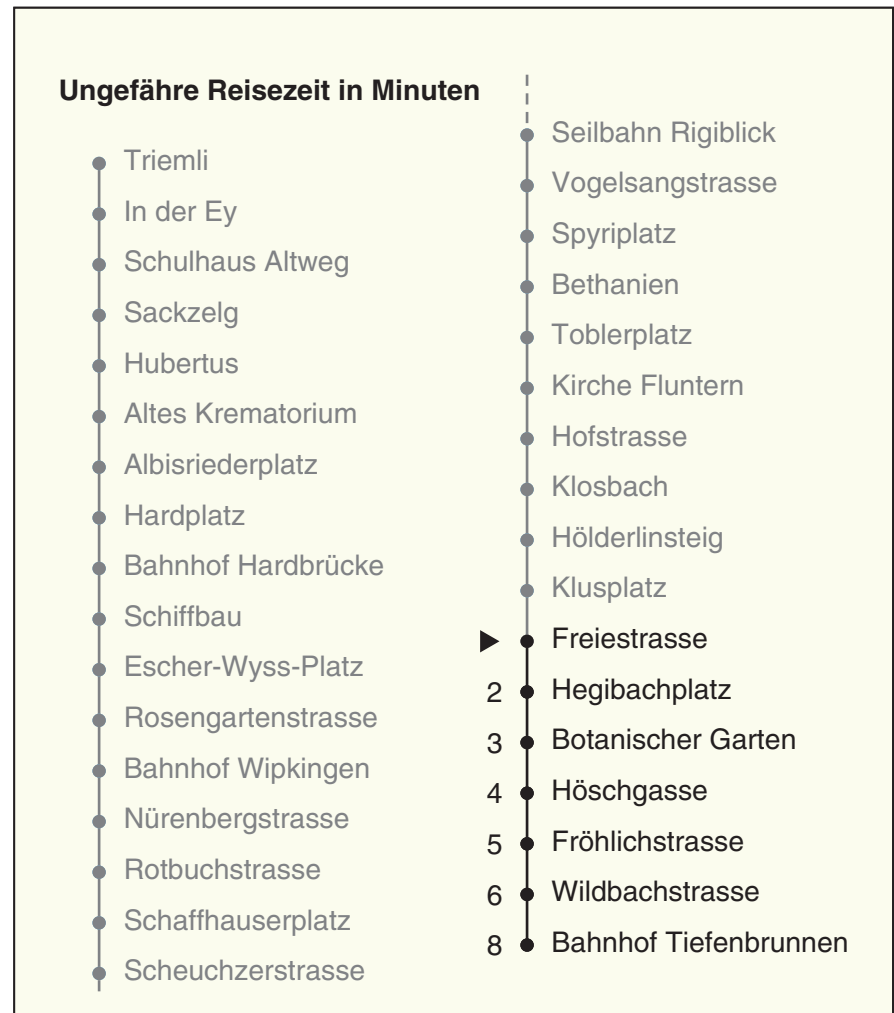 Ungefähre Reisezeit in Minuten
Triemli
In der Ey
Schulhaus Altweg
Sackzelg
Hubertus
Altes Krematorium
Albisriederplatz
Hardplatz
Bahnhof Hardbrücke
Schiffbau
Escher-Wyss-Platz
Rosengartenstrasse
Bahnhof Wipkingen
Nürenbergstrasse
Rotbuchstrasse
Schaffhauserplatz
Scheuchzerstrasse
Seilbahn Rigiblick
Vogelsangstrasse
Spyriplatz
Bethanien
Toblerplatz
Kirche Fluntern
Hofstrasse
Klosbach
Hölderlinsteig
Klusplatz
Freiestrasse
2 Hegibachplatz
3 Botanischer Garten
4 Höschgasse
5 Fröhlichstrasse
6 Wildbachstrasse
8 Bahnhof Tiefenbrunnen